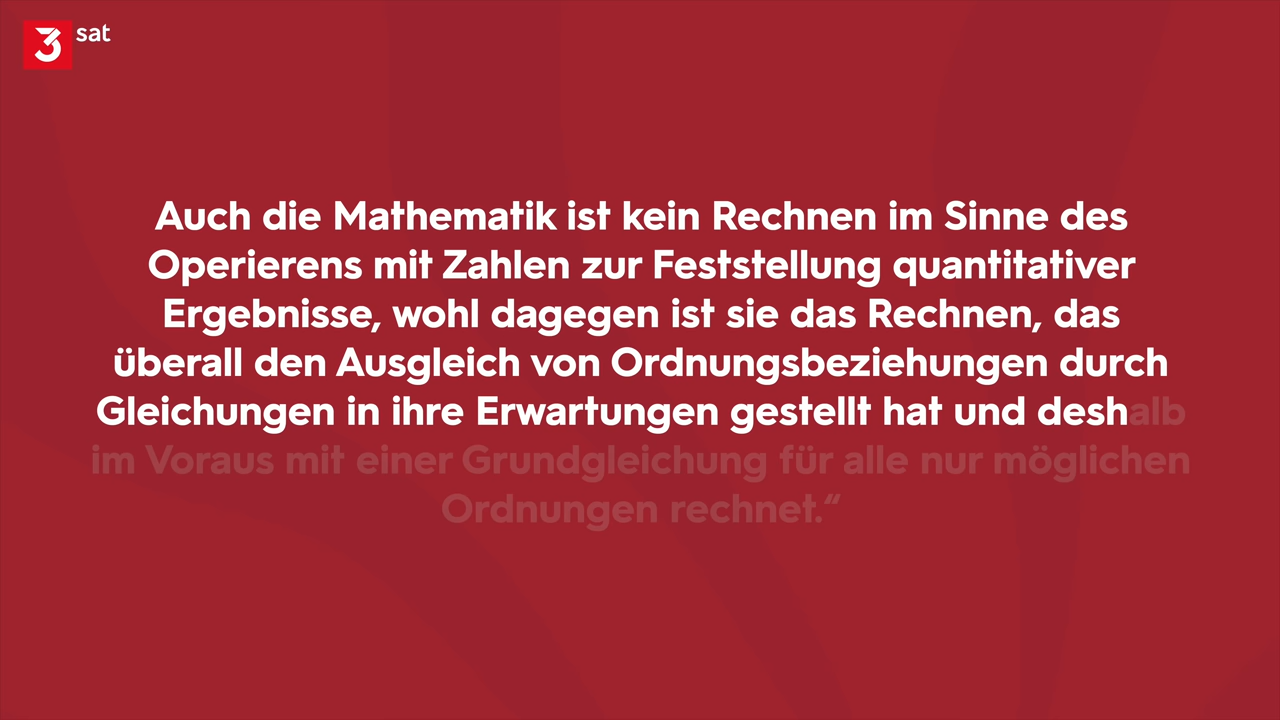 3sat
Auch die Mathematik ist kein Rechnen im Sinne des
Operierens mit Zahlen zur Feststellung quantitativer
Ergebnisse, wohl dagegen ist sie das Rechnen, das
überall den Ausgleich von Ordnungsbeziehungen durch
Gleichungen in ihre Erwartungen gestellt hat und deshalb
im Voraus mit einer Grundgleichung für alle nur möglichen
Ordnungen rechnet.“